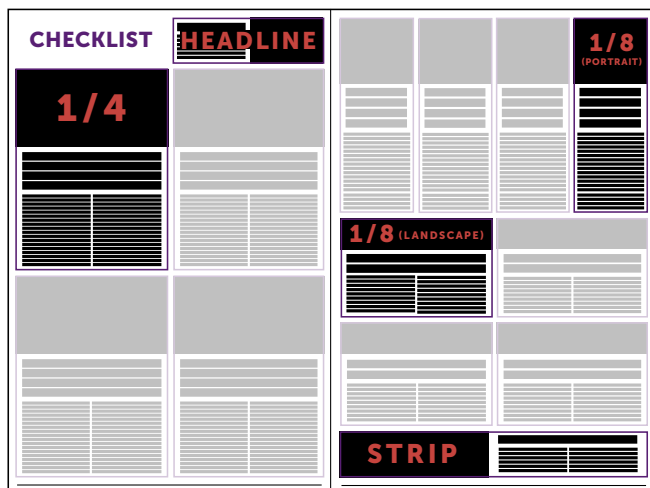 CHECKLIST
HEADLINE
1/4
1/8
(PORTRAIT)
1/8 (LANDSCAPE)
STRIP